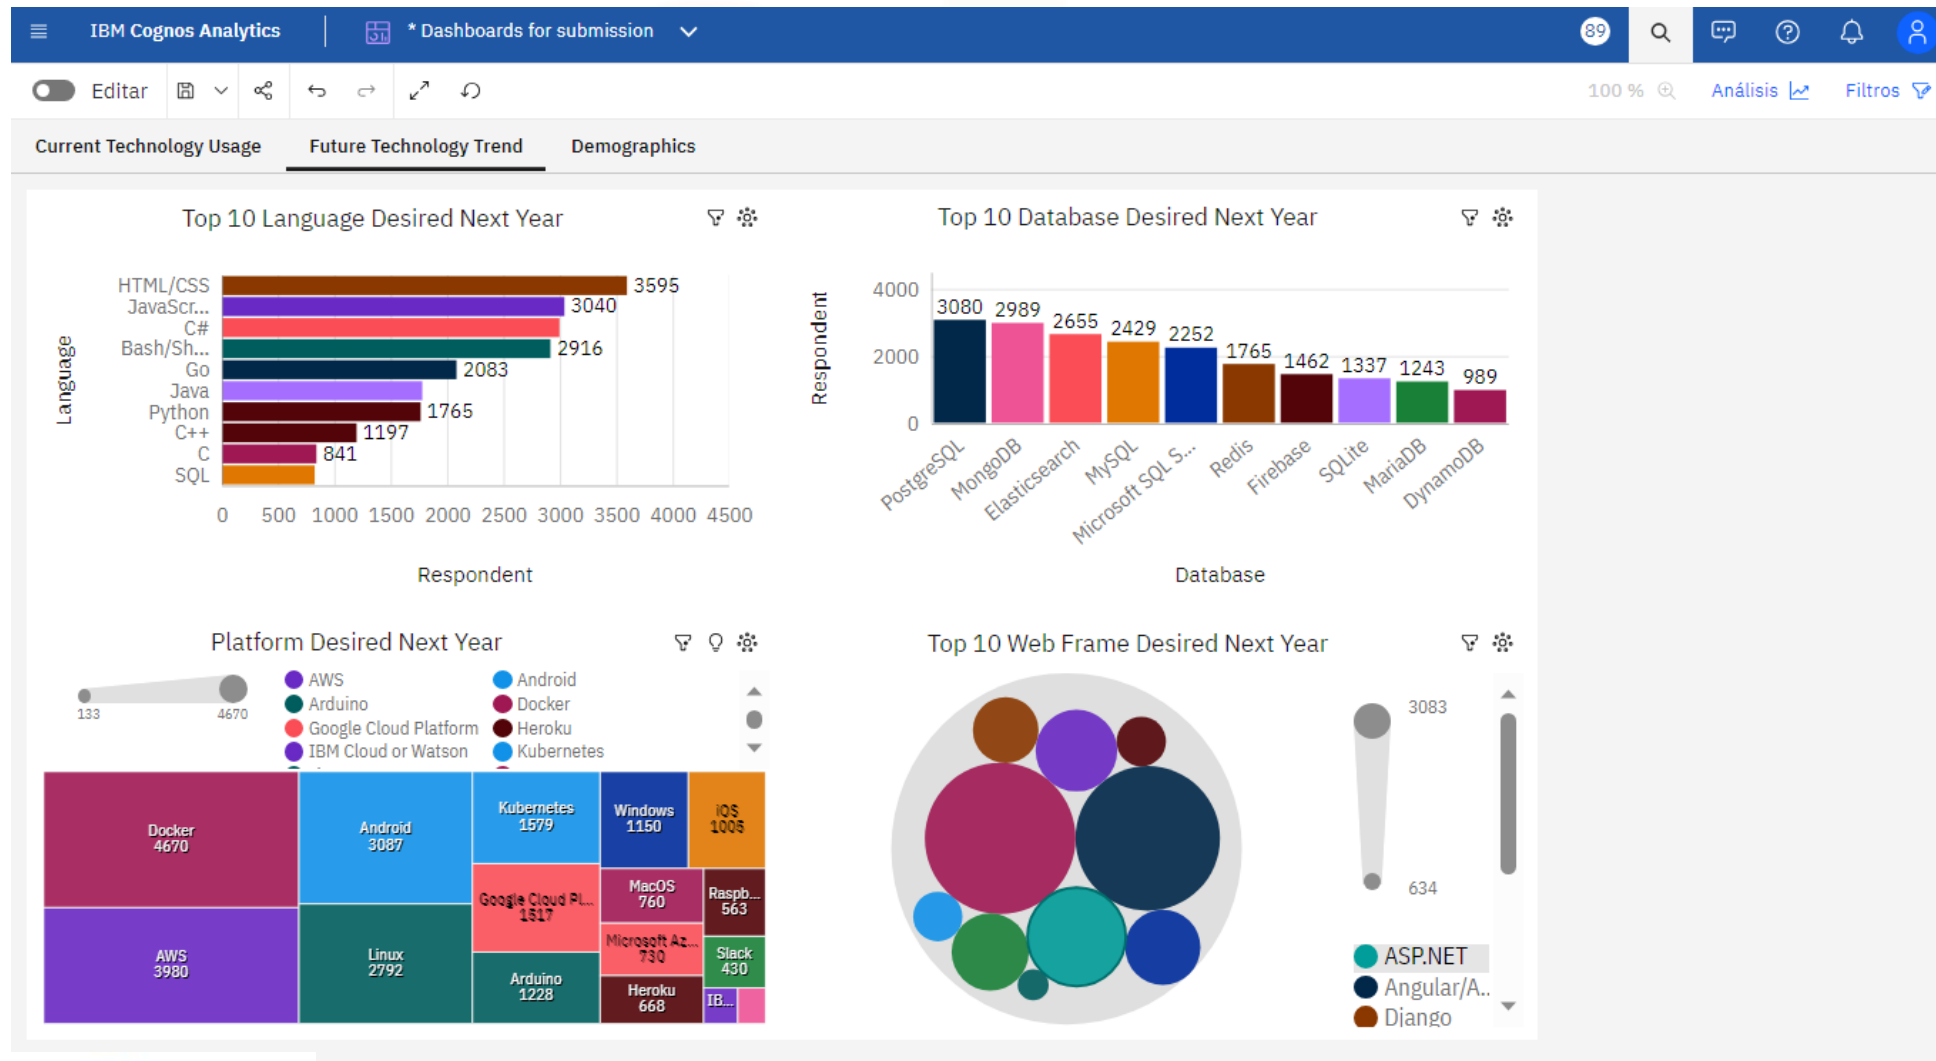 IBM Cognos Analytics
* Dashboards for submission
89
Editar
100 %
Análisis
Filtros
Current Technology Usage
Future Technology Trend
Demographics
Top 10 Language Desired Next Year
Language
HTML/CSS
3595
JavaScr...
3040
C#
Bash/Sh...
2916
Go
2083
Java
Python
1765
C++
1197
C
841
SQL
0 500 1000 1500 2000 2500 3000 3500 4000 4500
Respondent
Top 10 Database Desired Next Year
Respondent
4000
2000
0
3080 2989 2655 2429 2252 1765 1462 1337 1243 989
PostgreSQL
MongoDB
Elasticsearch
MySQL
Microsoft SQL S...
Redis
Firebase
SQLite
MariaDB
DynamoDB
Database
Platform Desired Next Year
133
4670
AWS
Android
Arduino
Docker
Google Cloud Platform
Heroku
IBM Cloud or Watson
Kubernetes
Docker
4670
AWS
3980
Android
3087
Linux
2792
Kubernetes
1579
Google Cloud Pl...
1517
Arduino
1228
Windows
1150
iOS
1005
MacOS
760
Microsoft Az...
730
Heroku
668
Raspb...
563
Slack
430
IB...
Top 10 Web Frame Desired Next Year
3083
634
ASP.NET
Angular/A..
Django